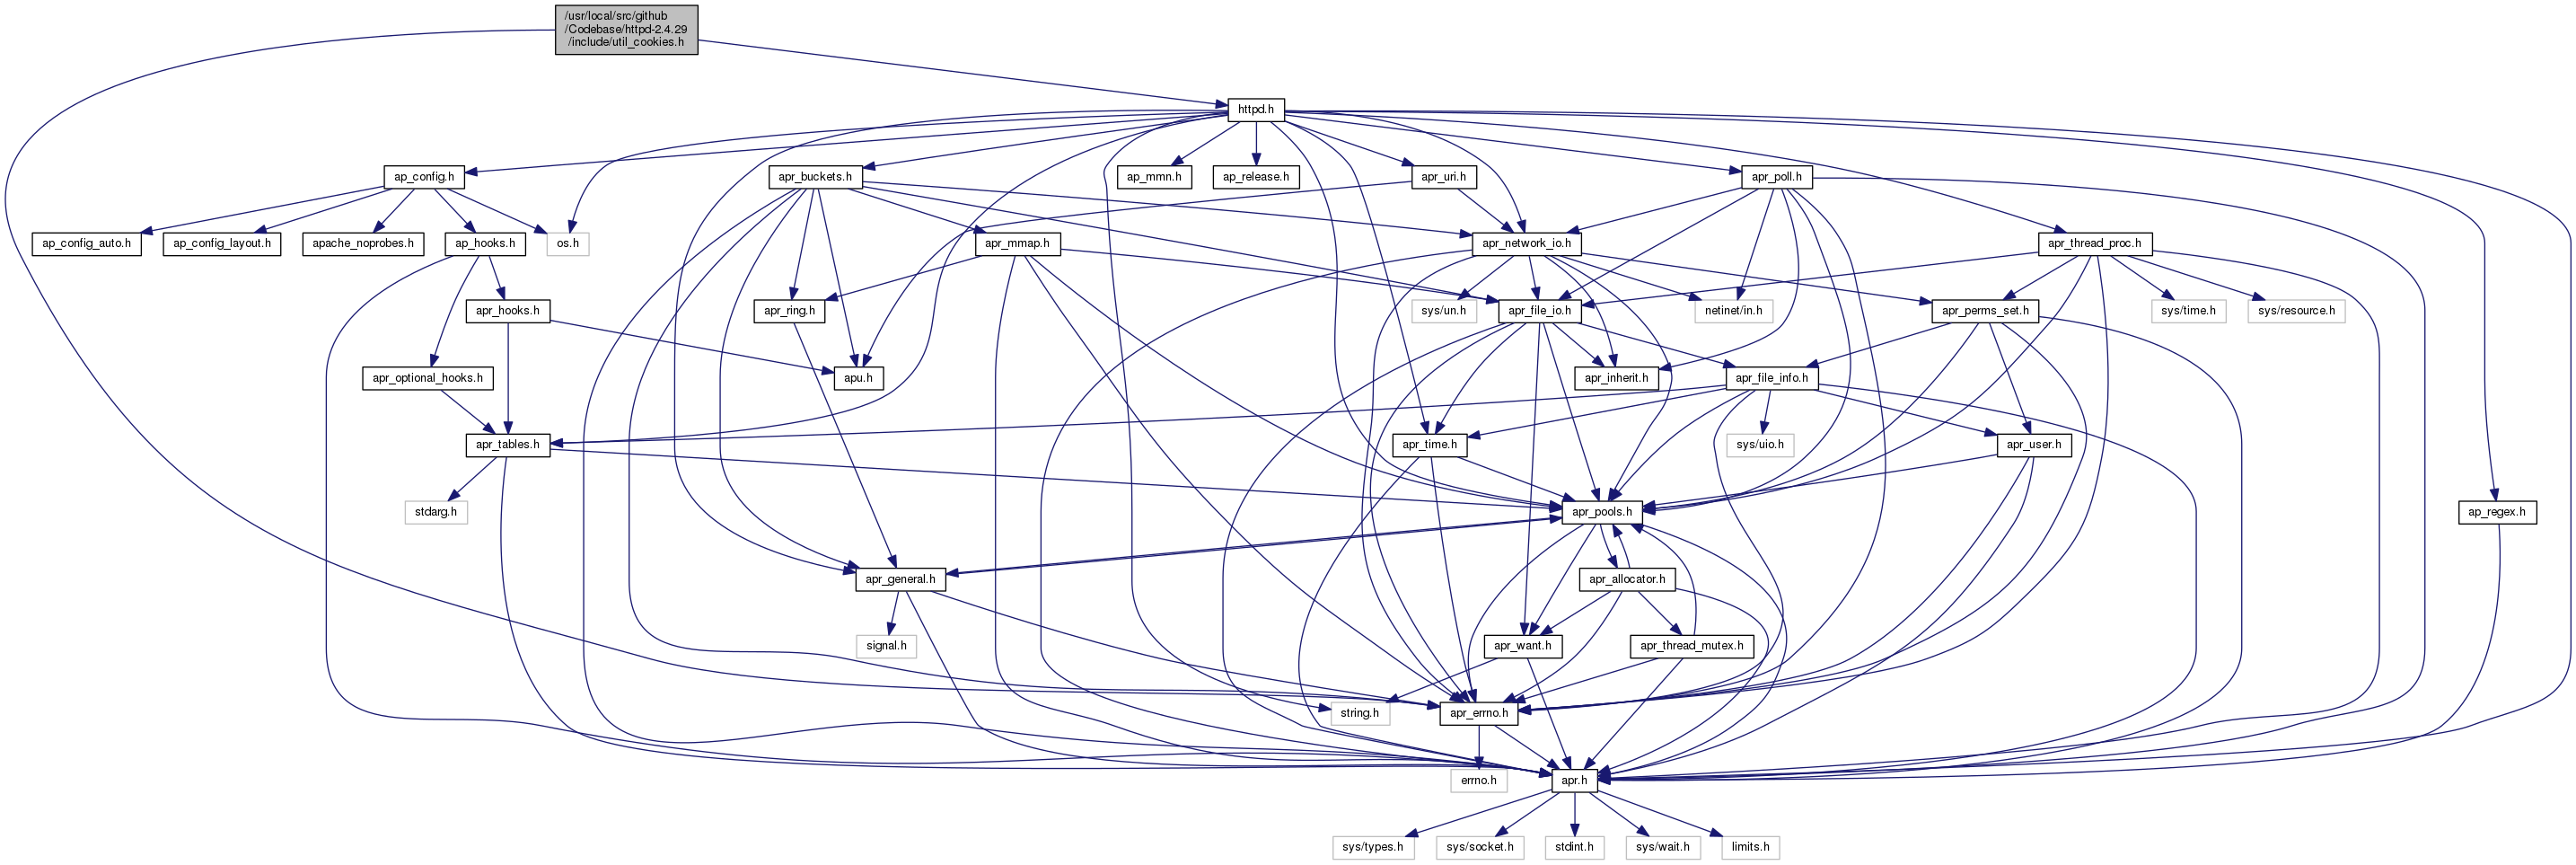 /usr/local/src/github
/Codebase/httpd-2.4.29
/include/util_cookies.h
httpd.h
ap_config.h
apr_buckets.h
ap_mmn.h
ap_release.h
apr_uri.h
apr_poll.h
ap_config_auto.h
ap_config_layout.h
apache_noprobes.h
ap_hooks.h
os.h
apr_mmap.h
apr_network_io.h
apr_thread_proc.h
apr_hooks.h
apr_ring.h
sys/un.h
apr_file_io.h
netinet/in.h
apr_perms_set.h
sys/time.h
sys/resource.h
apr_optional_hooks.h
apu.h
apr_inherit.h
apr_file_info.h
apr_tables.h
apr_time.h
sys/uio.h
apr_user.h
stdarg.h
apr_pools.h
ap_regex.h
apr_general.h
apr_allocator.h
signal.h
apr_want.h
apr_thread_mutex.h
string.h
apr_errno.h
errno.h
apr.h
sys/types.h
sys/socket.h
stdint.h
sys/wait.h
limits.h